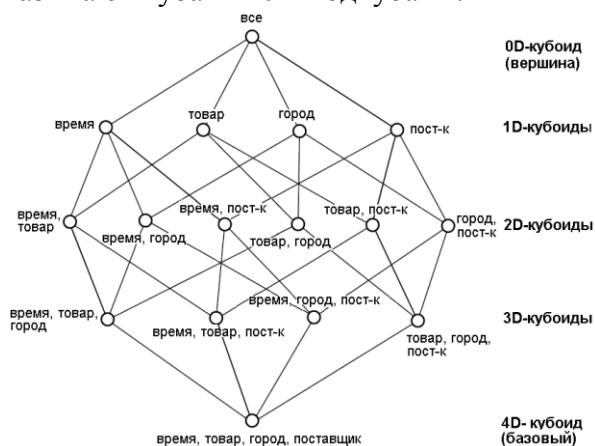 все
0D-кубоид
(вершина)
время
товар
город
пост-к
1D-кубоиды
время,
товар
время, город
время, пост-к
товар, город
товар, пост-к
город,
пост-к
2D-кубоиды
время, товар,
город
время, товар, пост-к
время, город, пост-к
товар, город,
пост-к
3D-кубоиды
время, товар, город, поставщик
4D- кубоид
(базовый)